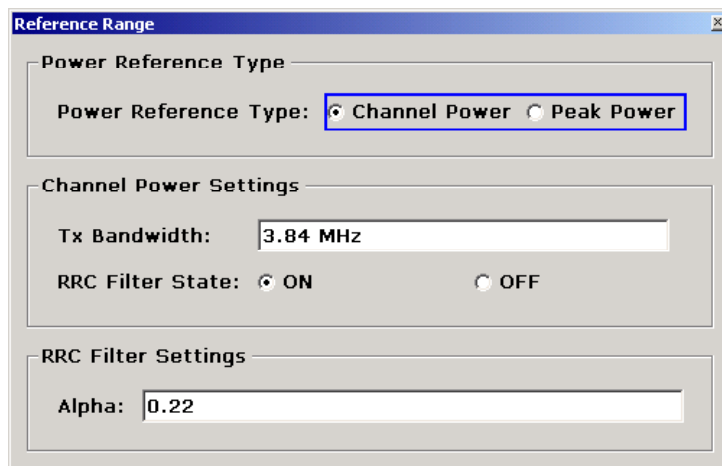 Reference Range
Power Reference Type
Power Reference Type: Channel Power Peak Power
Channel Power Settings
Tx Bandwidth: 3.84 MHz
RRC Filter State: ON OFF
RRC Filter Settings
Alpha: 0.22